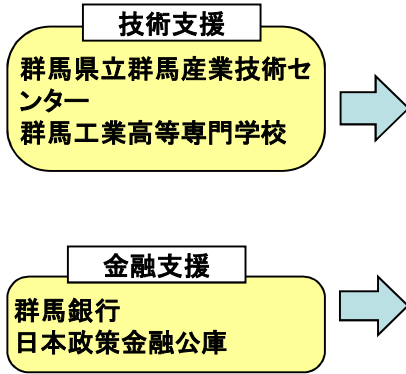 技術支援
群馬県立群馬産業技術セ
ンター
群馬工業高等専門学校
金融支援
群馬銀行
日本政策金融公庫